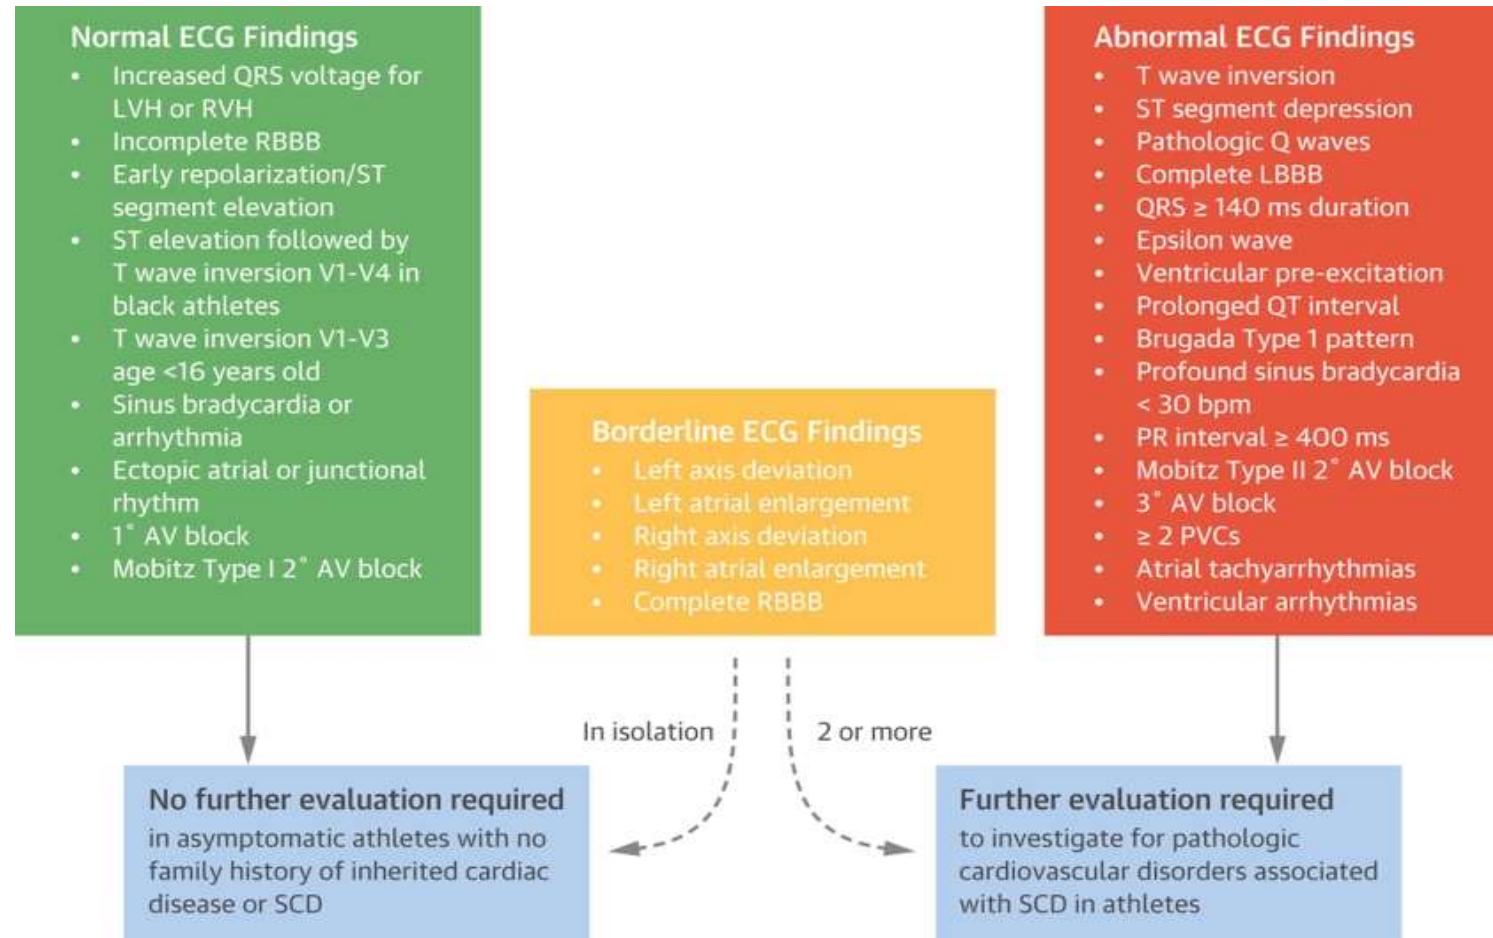 Normal ECG Findings
• Increased QRS voltage for
LVH or RVH
• Incomplete RBBB
• Early repolarization/ST
segment elevation
• ST elevation followed by
T wave inversion V1-V4 in
black athletes
• T wave inversion V1-V3
age <16 years old
• Sinus bradycardia or
arrhythmia
• Ectopic atrial or junctional
rhythm
• 1° AV block
• Mobitz Type I 2° AV block
Borderline ECG Findings
• Left axis deviation
• Left atrial enlargement
• Right axis deviation
• Right atrial enlargement
• Complete RBBB
Abnormal ECG Findings
• T wave inversion
• ST segment depression
• Pathologic Q waves
• Complete LBBB
• QRS ≥ 140 ms duration
• Epsilon wave
• Ventricular pre-excitation
• Prolonged QT interval
• Brugada Type 1 pattern
• Profound sinus bradycardia
< 30 bpm
• PR interval ≥ 400 ms
• Mobitz Type II 2° AV block
• 3° AV block
• ≥ 2 PVCs
• Atrial tachyarrhythmias
• Ventricular arrhythmias
In isolation
2 or more
No further evaluation required
in asymptomatic athletes with no
family history of inherited cardiac
disease or SCD
Further evaluation required
to investigate for pathologic
cardiovascular disorders associated
with SCD in athletes